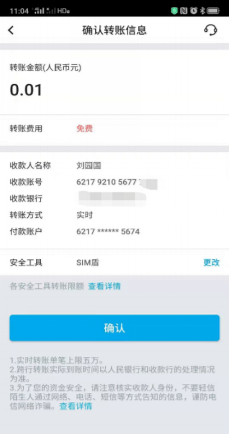 11:04
确认转账信息
转账金额(人民币元)
0.01
转账费用 免费
收款人名称 刘园国
收款账号 6217 9210 5677
收款银行
转账方式 实时
付款账户 6217 ****** 5674
安全工具 SIM盾 更改
各安全工具转账限额 查看详情
确认
1.实时转账单笔上限五万。
2.跨行转账实际到账时间以人民银行和收款行的处理情况
为准。
3.为了您的资金安全，请注意核实收款人身份，不要轻信
陌生人通过网络、电话、短信等方式告知的信息，谨防电
信网络诈骗。查看详情